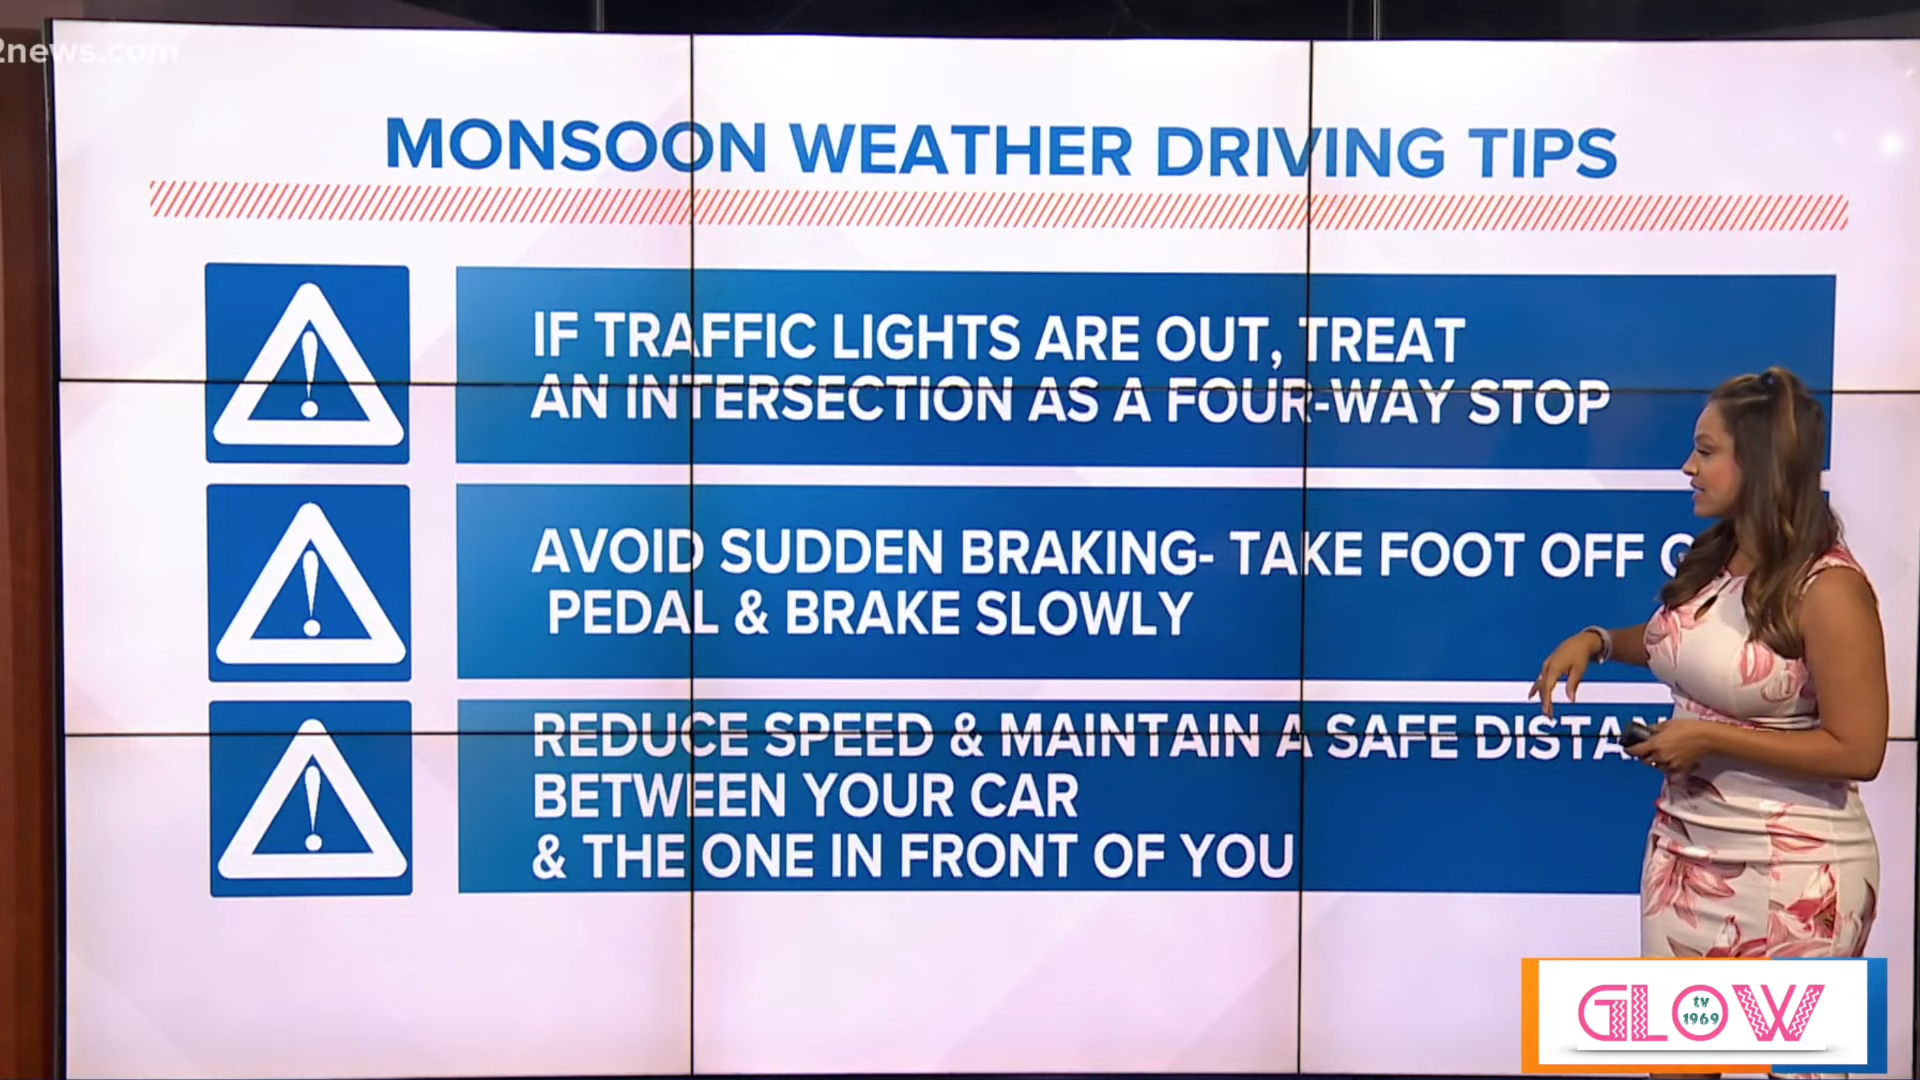 2news.com
MONSOON WEATHER DRIVING TIPS
IF TRAFFIC LIGHTS ARE OUT, TREAT
AN INTERSECTION AS A FOUR-WAY STOP
AVOID SUDDEN BRAKING- TAKE FOOT OFF
PEDAL & BRAKE SLOWLY
REDUCE SPEED & MAINTAIN A SAFE
BETWEEN YOUR CAR
& THE ONE IN FRONT OF YOU
GLOW
tv
1969